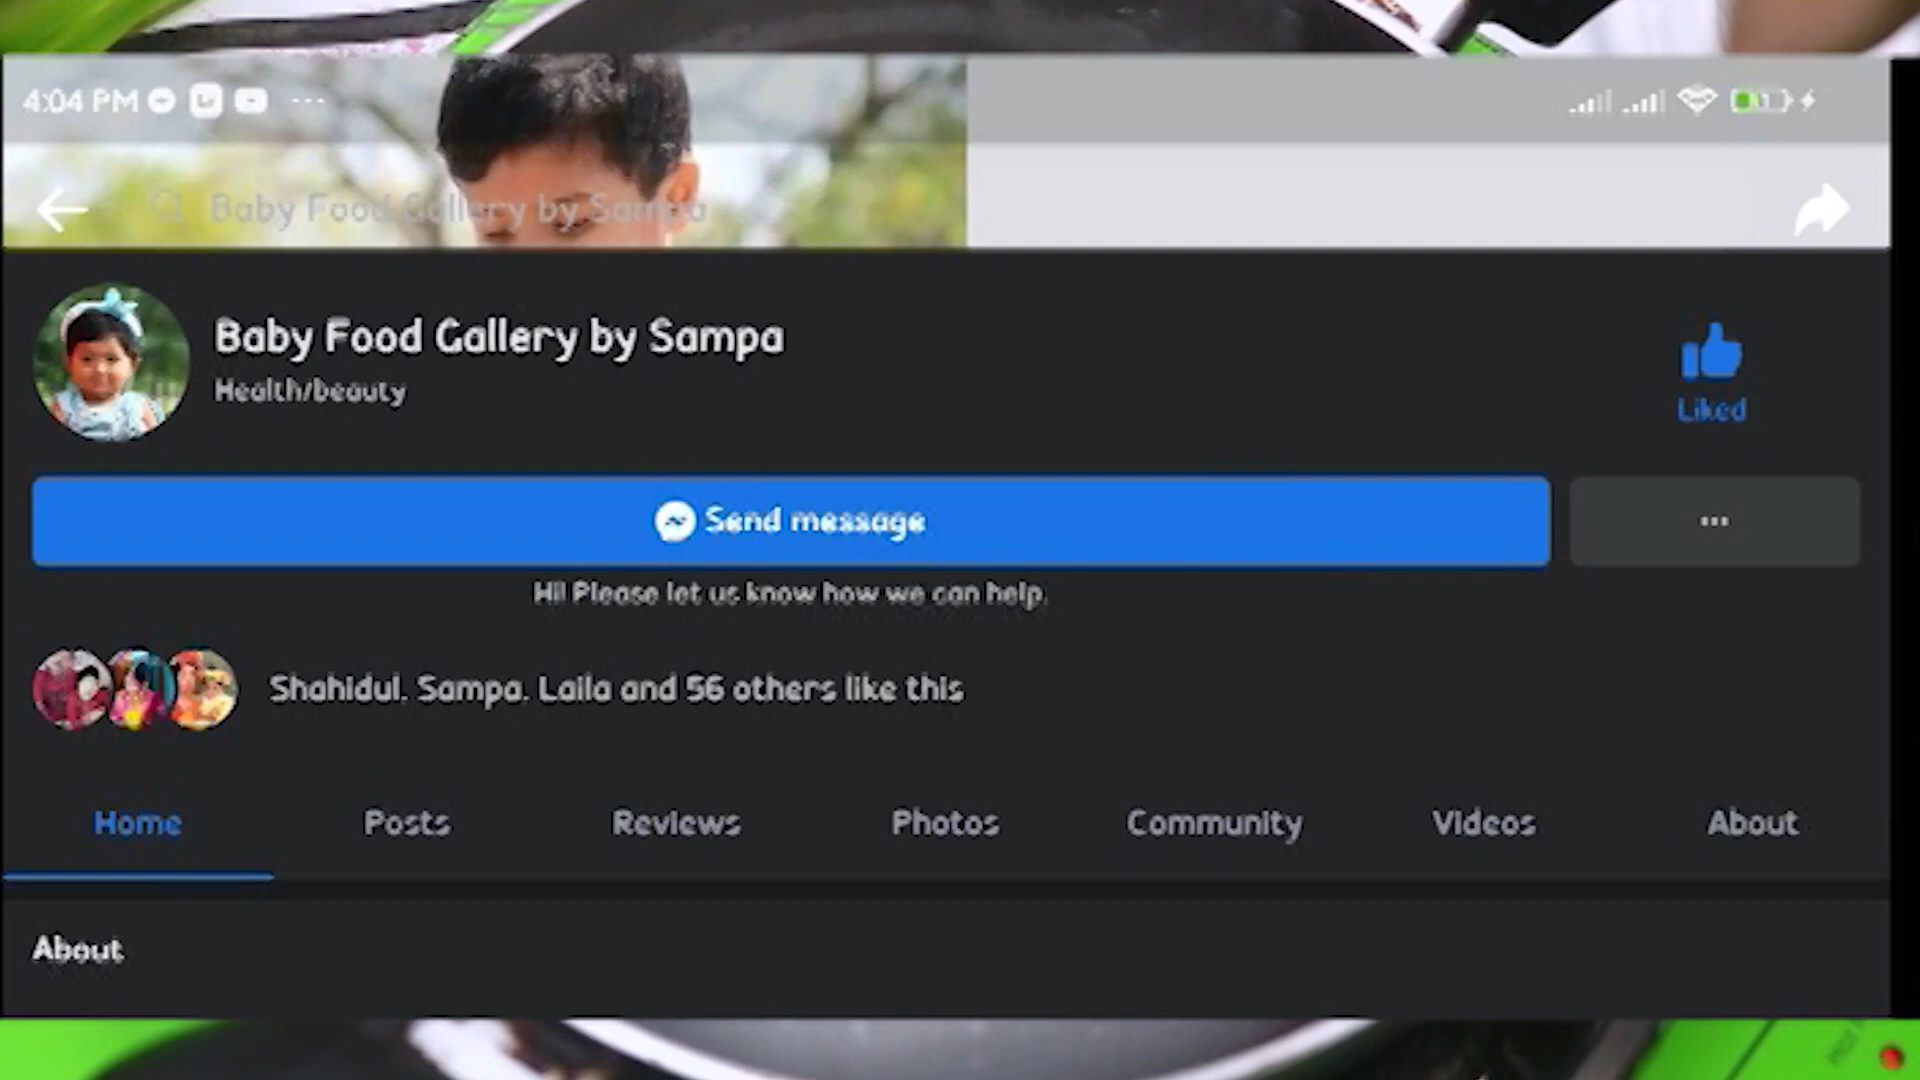 4:04 PM
Baby Food Gallery by Sampa
Baby Food Gallery by Sampa
Health/beauty
Liked
Send message
Hi! Please let us know how we can help.
Shahidul, Sampa, Laila and 56 others like this
Home Posts Reviews Photos Community Videos About
About